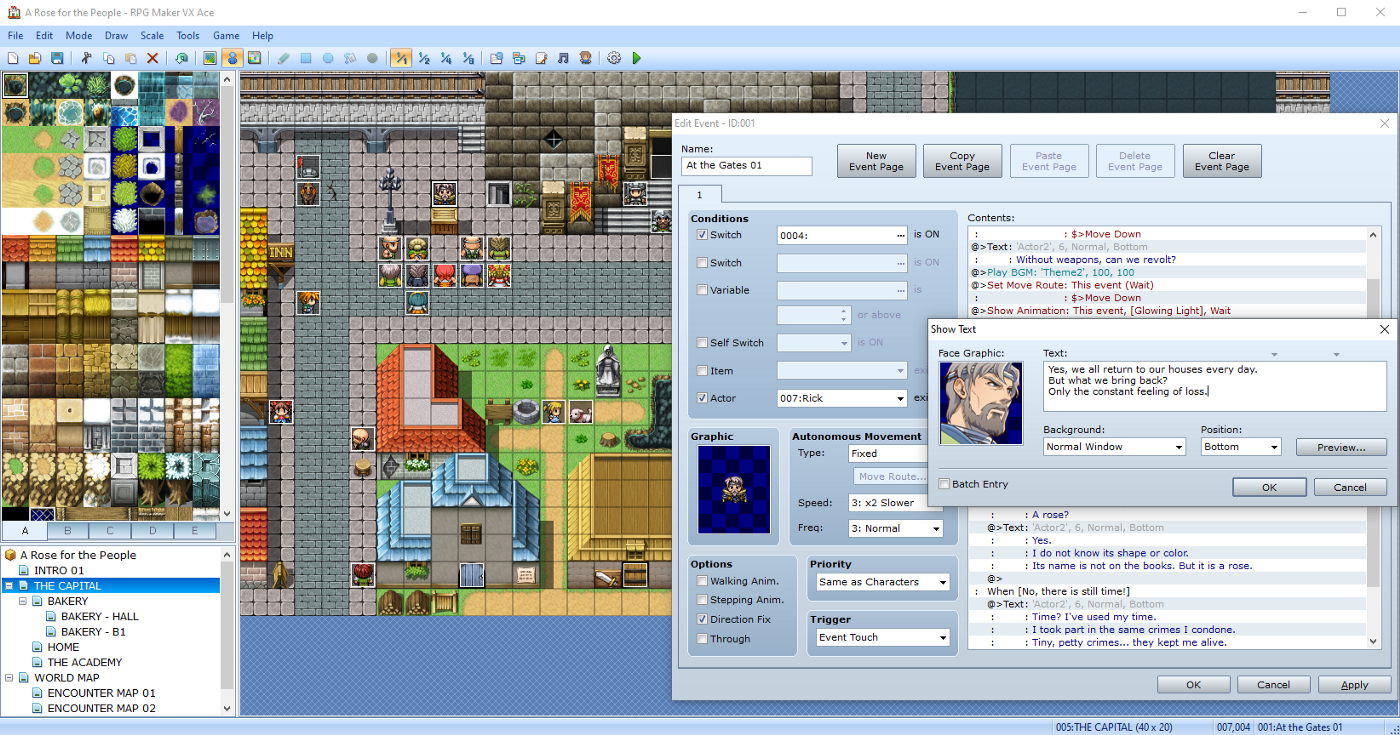 A Rose for the People - RPG Maker VX Ace
File Edit Mode Draw Scale Tools Game Help
1/1 1/2 1/4 1/8
INN
A B C D E
A Rose for the People
INTRO 01
THE CAPITAL
BAKERY
BAKERY - HALL
BAKERY - B1
HOME
THE ACADEMY
WORLD MAP
ENCOUNTER MAP 01
ENCOUNTER MAP 02
Edit Event - ID:001
Name:
At the Gates 01
New Event Page
Copy Event Page
Paste Event Page
Delete Event Page
Clear Event Page
1
Conditions
Switch 0004: ... is ON
Switch ... is ON
Variable ... is
or above
Self Switch is ON
Item
Actor 007:Rick
Graphic
Autonomous Movement
Type: Fixed
Move Route...
Speed: 3: x2 Slower
Freq: 3: Normal
Options
Walking Anim.
Stepping Anim.
Direction Fix
Through
Priority
Same as Characters
Trigger
Event Touch
Contents:
: : $>Move Down
@>Text: 'Actor2', 6, Normal, Bottom
: : Without weapons, can we revolt?
@>Play BGM: 'Theme2', 100, 100
@>Set Move Route: This event (Wait)
: : $>Move Down
@>Show Animation: This event, [Glowing Light], Wait
Show Text
Face Graphic:
Text:
Yes, we all return to our houses every day.
But what we bring back?
Only the constant feeling of loss.
Background:
Normal Window
Position:
Bottom
Preview...
Batch Entry
OK
Cancel
: : A rose?
@>Text: 'Actor2', 6, Normal, Bottom
: : Yes.
: : I do not know its shape or color.
: : Its name is not on the books. But it is a rose.
@>
: When [No, there is still time!]
@>Text: 'Actor2', 6, Normal, Bottom
: : Time? I've used my time.
: : I took part in the same crimes I condone.
: : Tiny, petty crimes... they kept me alive.
OK
Cancel
Apply
005:THE CAPITAL (40 x 20)
007,004
001:At the Gates 01